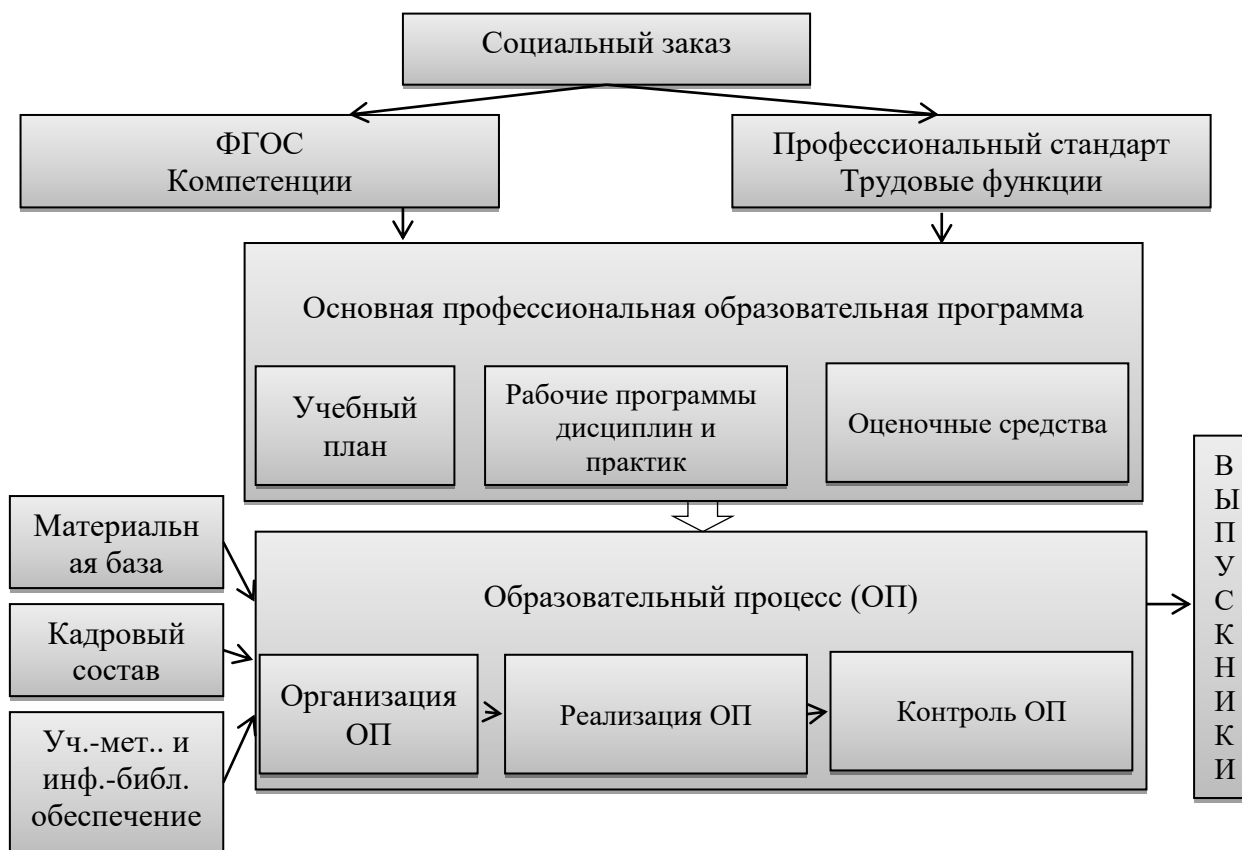 Социальный заказ
ФГОС
Компетенции
Профессиональный стандарт
Трудовые функции
Основная профессиональная образовательная программа
Учебный
план
Рабочие программы
дисциплин и
практик
Оценочные средства
Материальн
ая база
Кадровый
состав
Уч.-мет.. и
инф.-библ.
обеспечение
Образовательный процесс (ОП)
Организация
ОП
Реализация ОП
Контроль ОП
В
Ы
П
У
С
К
Н
И
К
И